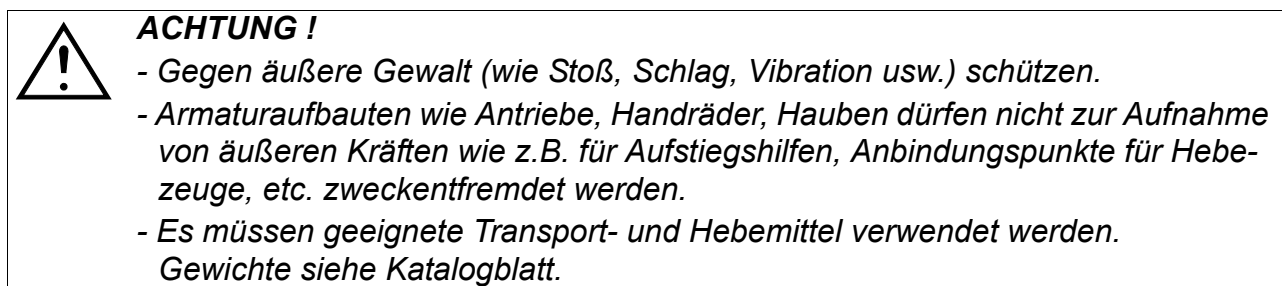 ACHTUNG !
- Gegen äußere Gewalt (wie Stoß, Schlag, Vibration usw.) schützen.
- Armaturaufbauten wie Antriebe, Handräder, Hauben dürfen nicht zur Aufnahme
von äußeren Kräften wie z.B. für Aufstiegshilfen, Anbindungspunkte für Hebe-
zeuge, etc. zweckentfremdet werden.
- Es müssen geeignete Transport- und Hebemittel verwendet werden.
Gewichte siehe Katalogblatt.